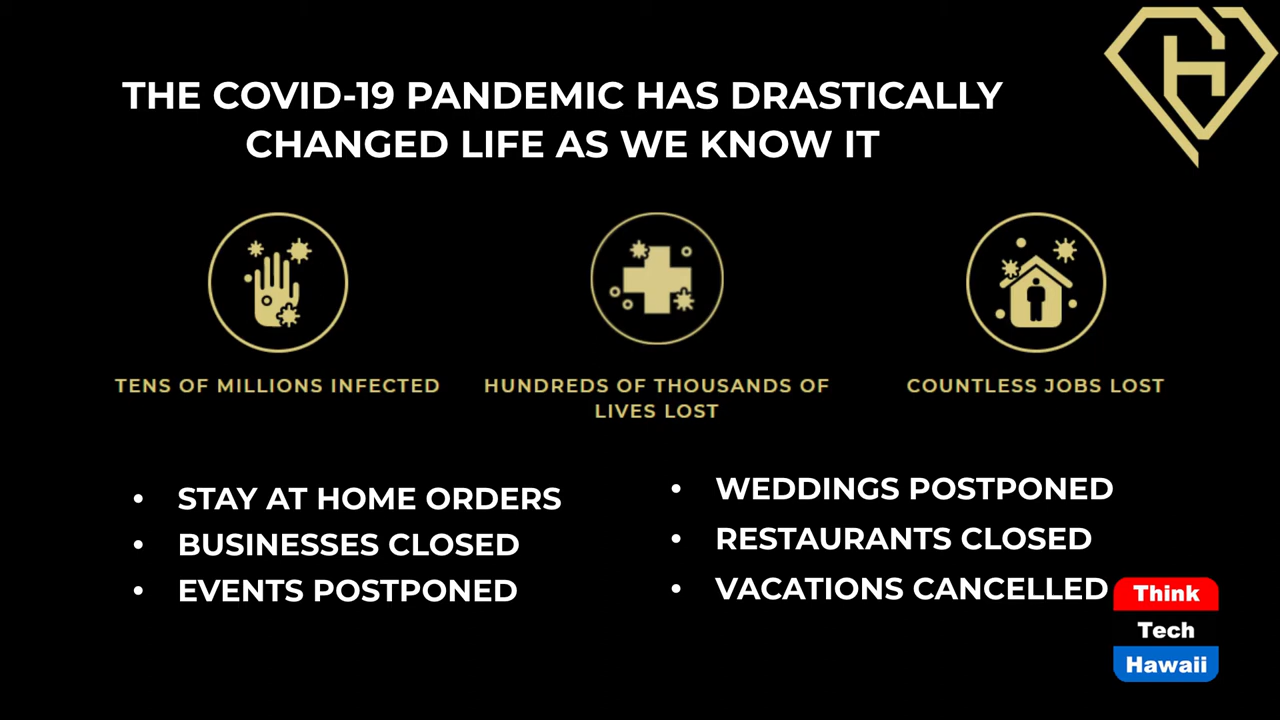 THE COVID-19 PANDEMIC HAS DRASTICALLY
CHANGED LIFE AS WE KNOW IT
TENS OF MILLIONS INFECTED
HUNDREDS OF THOUSANDS OF
LIVES LOST
COUNTLESS JOBS LOST
• STAY AT HOME ORDERS
• BUSINESSES CLOSED
• EVENTS POSTPONED
• WEDDINGS POSTPONED
• RESTAURANTS CLOSED
• VACATIONS CANCELLED
Think
Tech
Hawaii